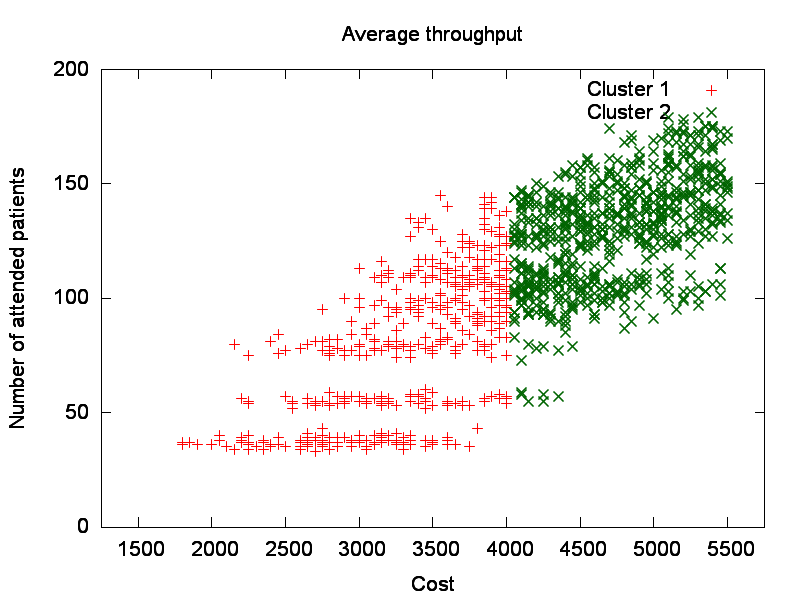 Average throughput
200
150
100
50
0
Number of attended patients
Cluster 1
Cluster 2
1500 2000 2500 3000 3500 4000 4500 5000 5500
Cost